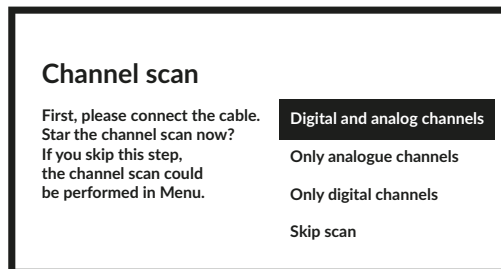 Channel scan
First, please connect the cable.
Star the channel scan now?
If you skip this step,
the channel scan could
be performed in Menu.
Digital and analog channels
Only analogue channels
Only digital channels
Skip scan